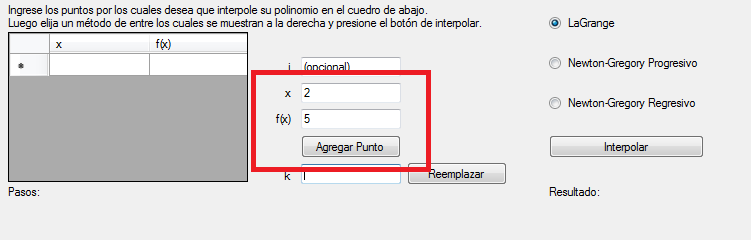 Ingrese los puntos por los cuales desea que interpole su polinomio en el cuedro de abajo.
Luego elija un método de entre los cuales se muestran a la derecha y presione el botón de interpolar.
x f(x)
*
i (opcional)
x 2
f(x) 5
Agregar Punto
k Reemplazar
Pasos:
LaGrange
Newton-Gregory Progresivo
Newton-Gregory Regresivo
Interpolar
Resultado: